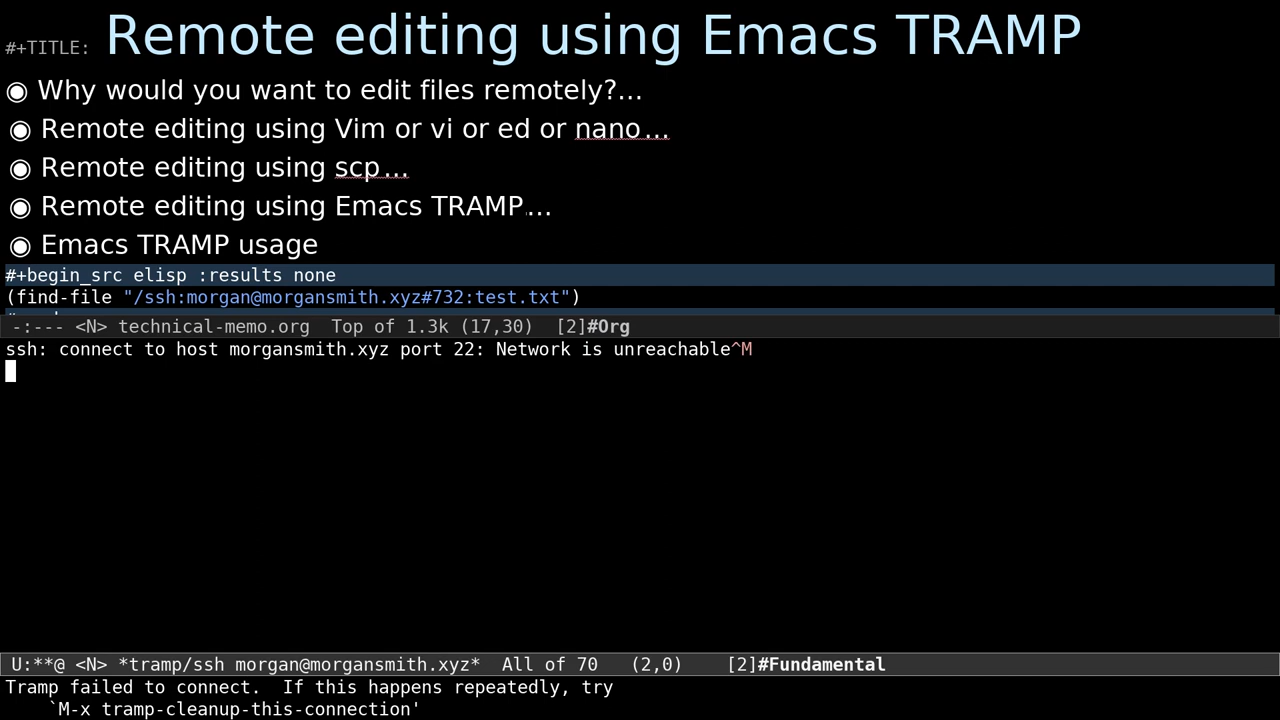 #+TITLE: Remote editing using Emacs TRAMP
◉ Why would you want to edit files remotely?...
◉ Remote editing using Vim or vi or ed or nano...
◉ Remote editing using scp...
◉ Remote editing using Emacs TRAMP...
◉ Emacs TRAMP usage
#+begin_src elisp :results none
(find-file "/ssh:morgan@morgansmith.xyz#732:test.txt")
-:--- <N> technical-memo.org  Top of 1.3k (17,30)  [2]#Org
ssh: connect to host morgansmith.xyz port 22: Network is unreachable^M
U:**@ <N> *tramp/ssh morgan@morgansmith.xyz*  All of 70   (2,0)    [2]#Fundamental
Tramp failed to connect.  If this happens repeatedly, try
`M-x tramp-cleanup-this-connection'